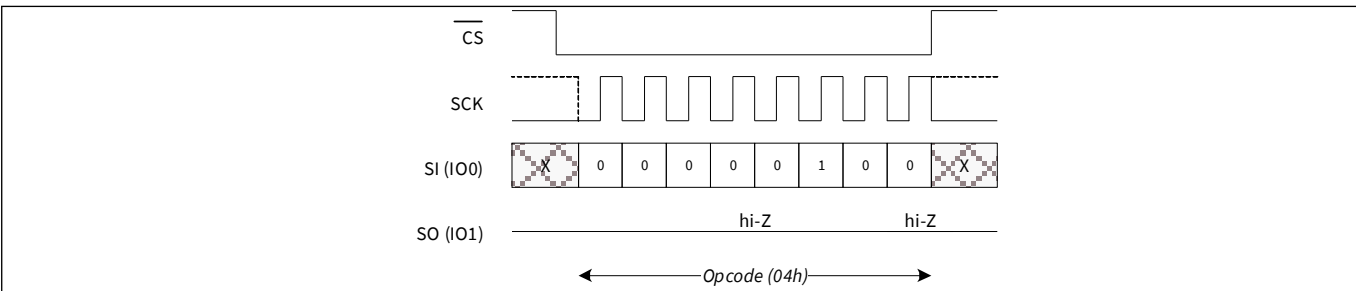 CS
SCK
SI (IO0) X 0 0 0 0 0 1 0 0 X
hi-Z hi-Z
SO (IO1)
Opcode (04h)